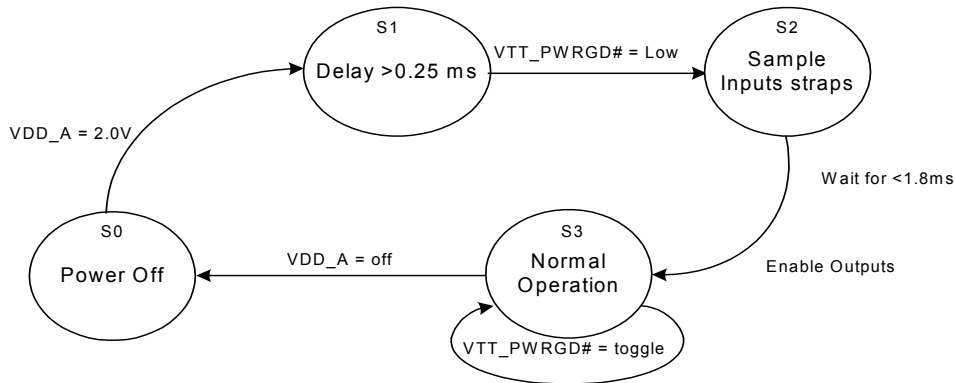 S1
Delay >0.25 ms
VTT_PWRGD# = Low
S2
Sample
Inputs straps
VDD_A = 2.0V
Wait for <1.8ms
S0
Power Off
VDD_A = off
S3
Normal
Operation
Enable Outputs
VTT_PWRGD# = toggle